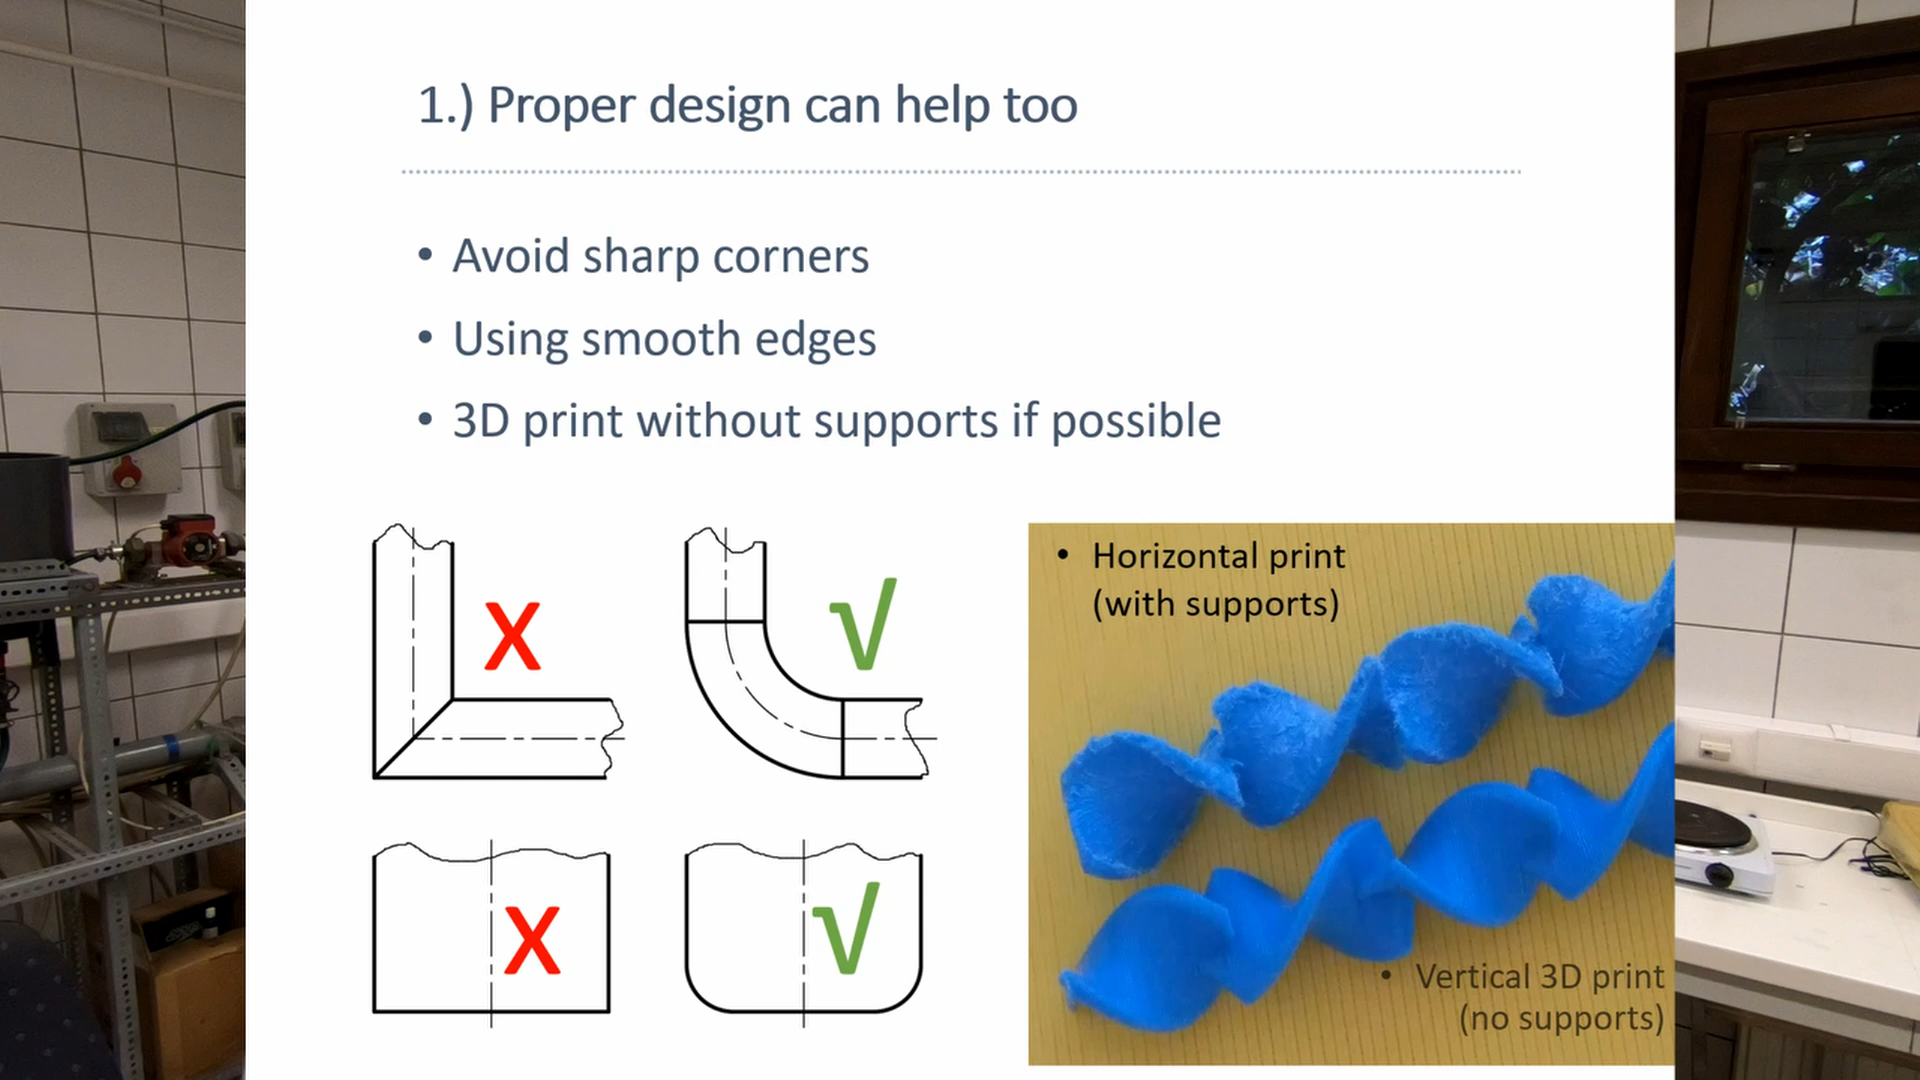 1.) Proper design can help too
• Avoid sharp corners
• Using smooth edges
• 3D print without supports if possible
X
√
X
√
• Horizontal print
(with supports)
• Vertical 3D print
(no supports)